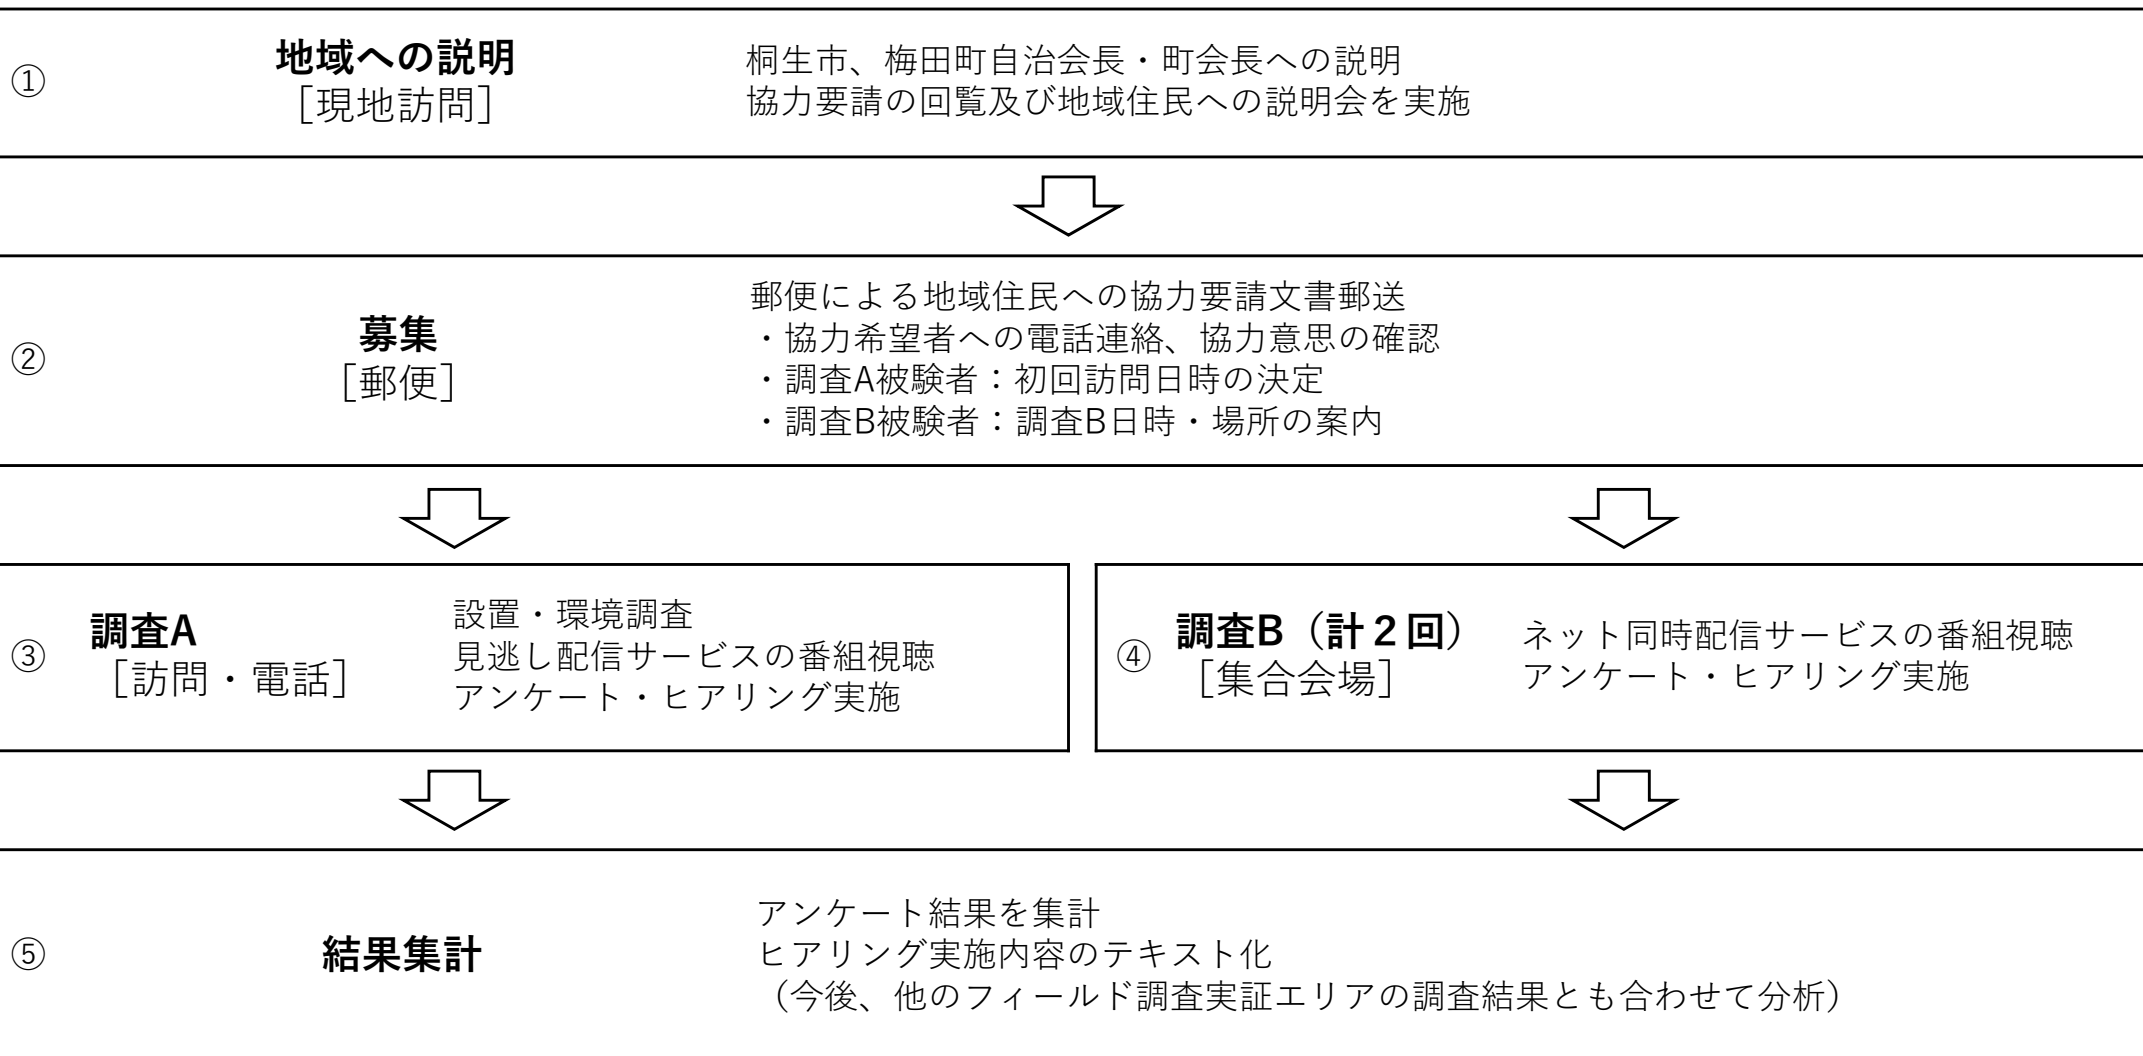 ①
地域への説明
［現地訪問］
桐生市、梅田町自治会長・町会長への説明
協力要請の回覧及び地域住民への説明会を実施
②
募集
［郵便］
郵便による地域住民への協力要請文書郵送
・協力希望者への電話連絡、協力意思の確認
・調査A被験者：初回訪問日時の決定
・調査B被験者：調査B日時・場所の案内
③
調査A
［訪問・電話］
設置・環境調査
見逃し配信サービスの番組視聴
アンケート・ヒアリング実施
④
調査B（計２回）
［集合会場］
ネット同時配信サービスの番組視聴
アンケート・ヒアリング実施
⑤
結果集計
アンケート結果を集計
ヒアリング実施内容のテキスト化
（今後、他のフィールド調査実証エリアの調査結果とも合わせて分析）